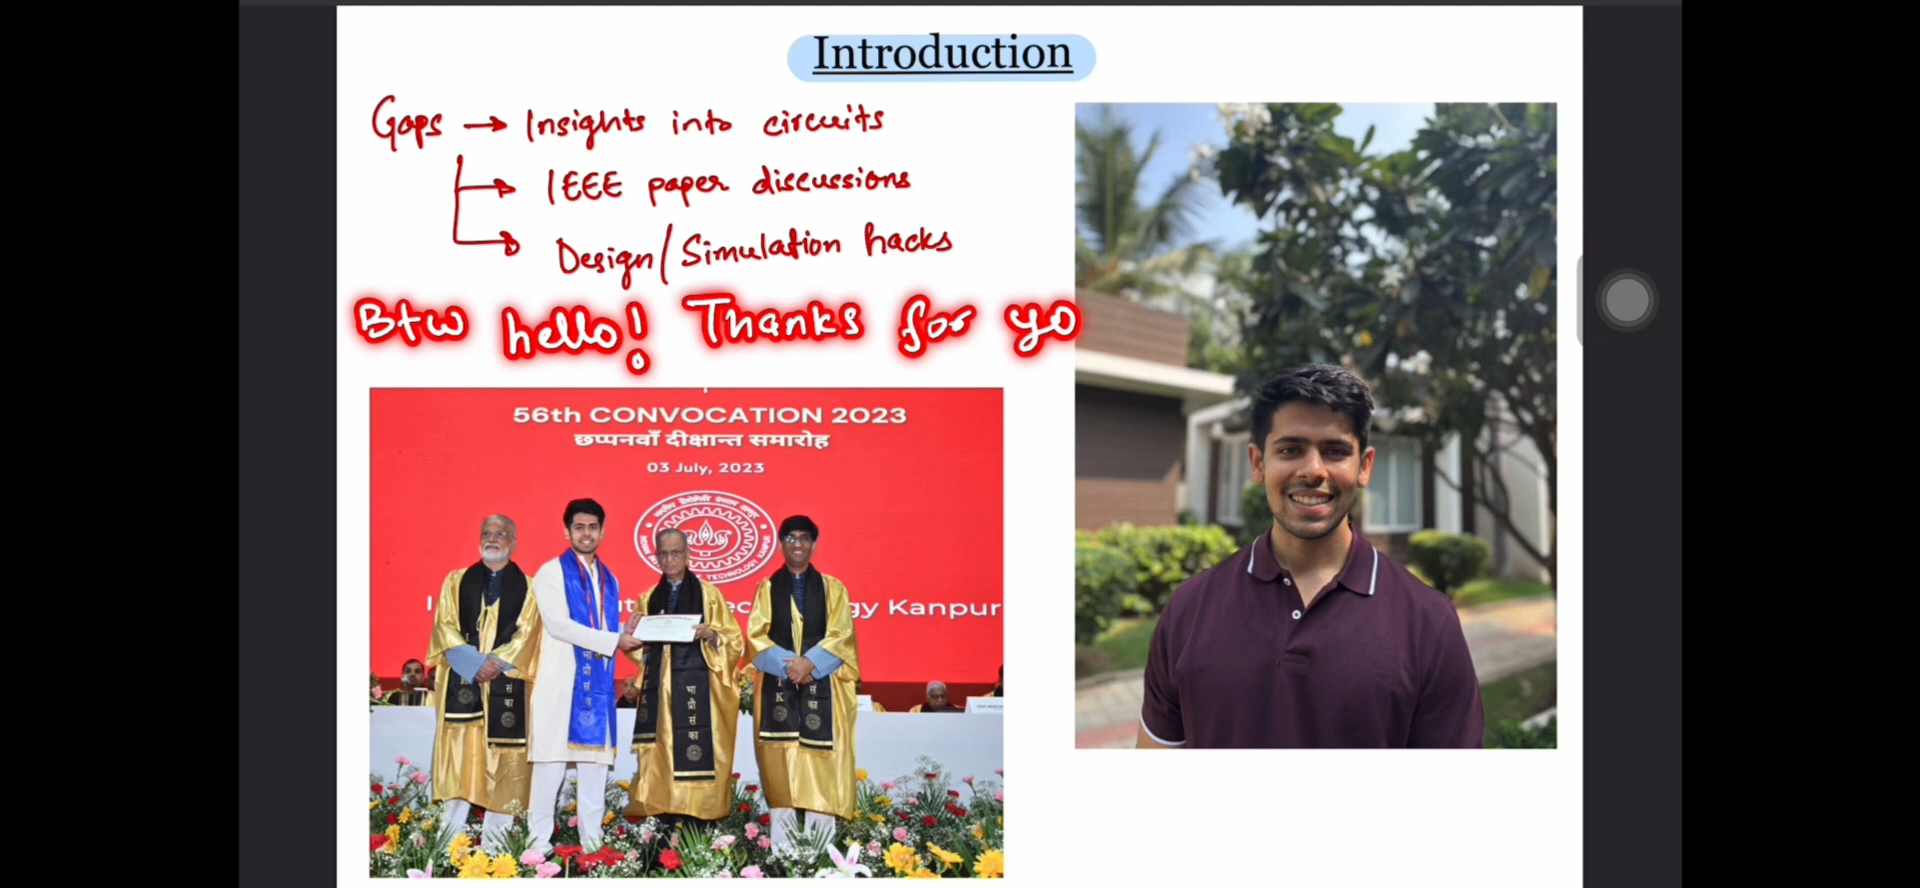 Introduction
Gaps → Insights into circuits
IEEE paper discussions
Design/Simulation hacks
Btw hello! Thanks for yo
56th CONVOCATION 2023
छप्पनवाँ दीक्षान्त समारोह
03 July, 2023
gy Kanpur